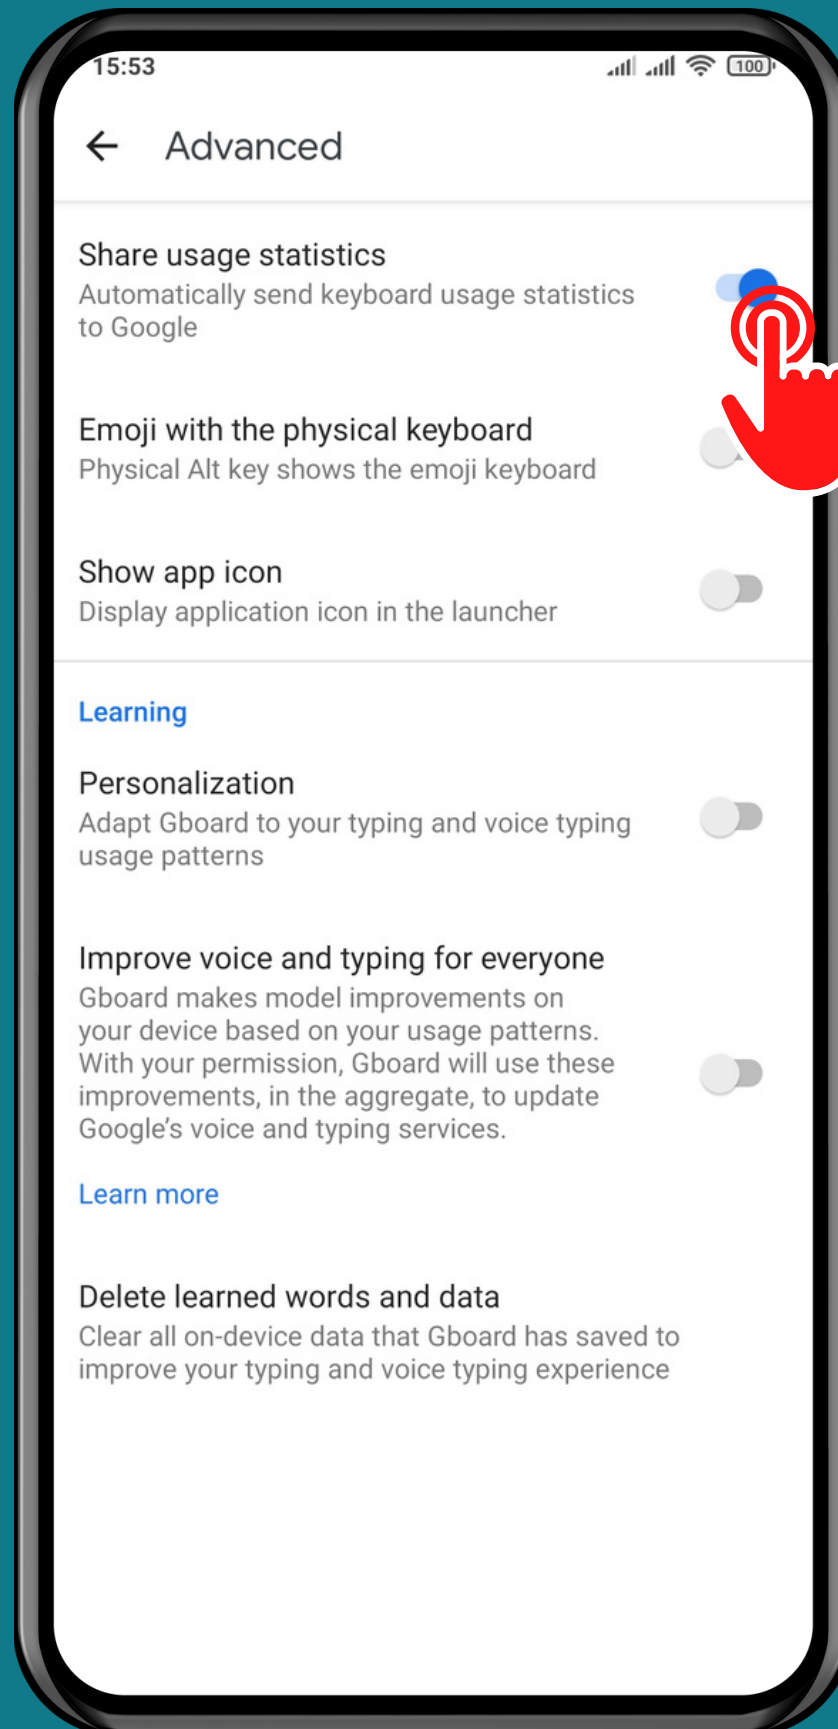 15:53
100
Advanced
Share usage statistics
Automatically send keyboard usage statistics
to Google
Emoji with the physical keyboard
Physical Alt key shows the emoji keyboard
Show app icon
Display application icon in the launcher
Learning
Personalization
Adapt Gboard to your typing and voice typing
usage patterns
Improve voice and typing for everyone
Gboard makes model improvements on
your device based on your usage patterns.
With your permission, Gboard will use these
improvements, in the aggregate, to update
Google’s voice and typing services.
Learn more
Delete learned words and data
Clear all on-device data that Gboard has saved to
improve your typing and voice typing experience